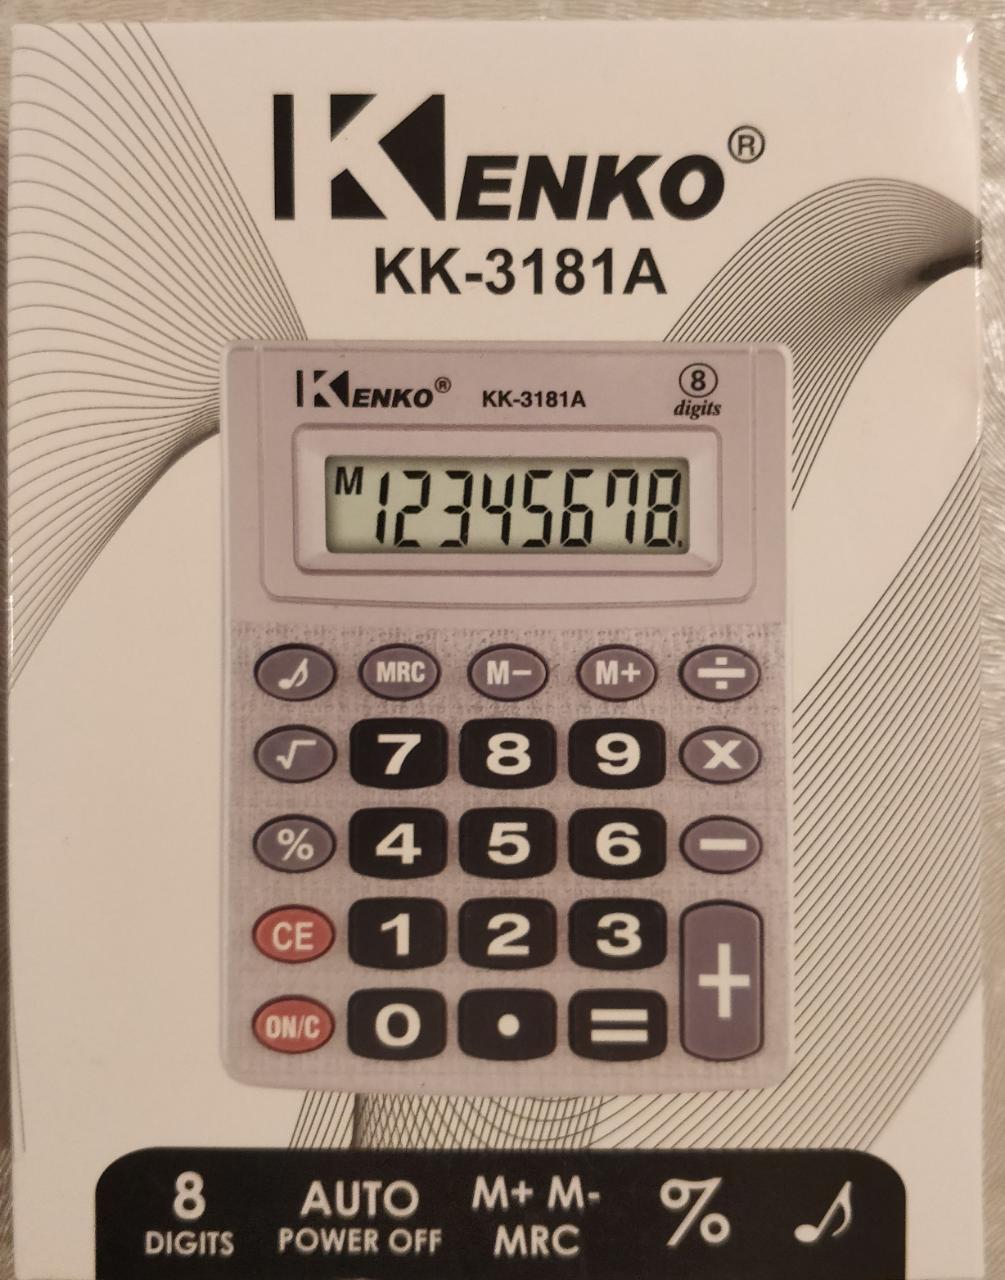 KENKO®
KK-3181A
KENKO® KK-3181A 8 digits
M 12345678.
♪ MRC M− M+ ÷
√ 7 8 9 X
% 4 5 6 −
CE 1 2 3 +
ON/C 0 . =
8 DIGITS
AUTO POWER OFF
M+ M- MRC
%
♪